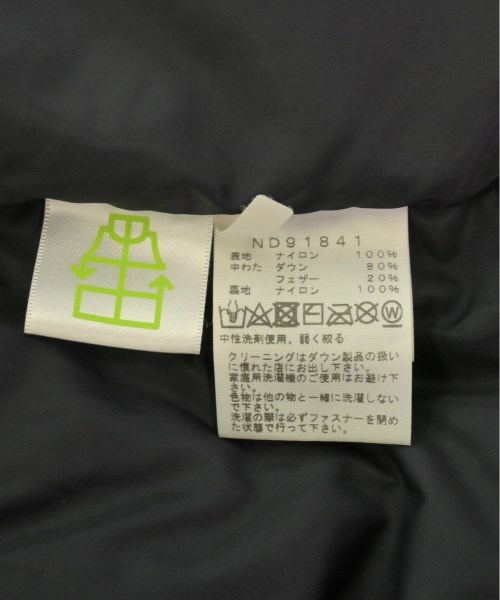 ND91841
表地 ナイロン 100%
中わた ダウン 80%
フェザー 20%
裏地 ナイロン 100%
中性洗剤使用、弱く絞る
クリーニングはダウン製品の扱い
に慣れた店にお出し下さい。
家庭用洗濯機のご使用はお避け下
さい。
色物は他の物と一緒に洗濯しない
で下さい。
洗濯の際は必ずファスナーを閉め
た状態で行って下さい。